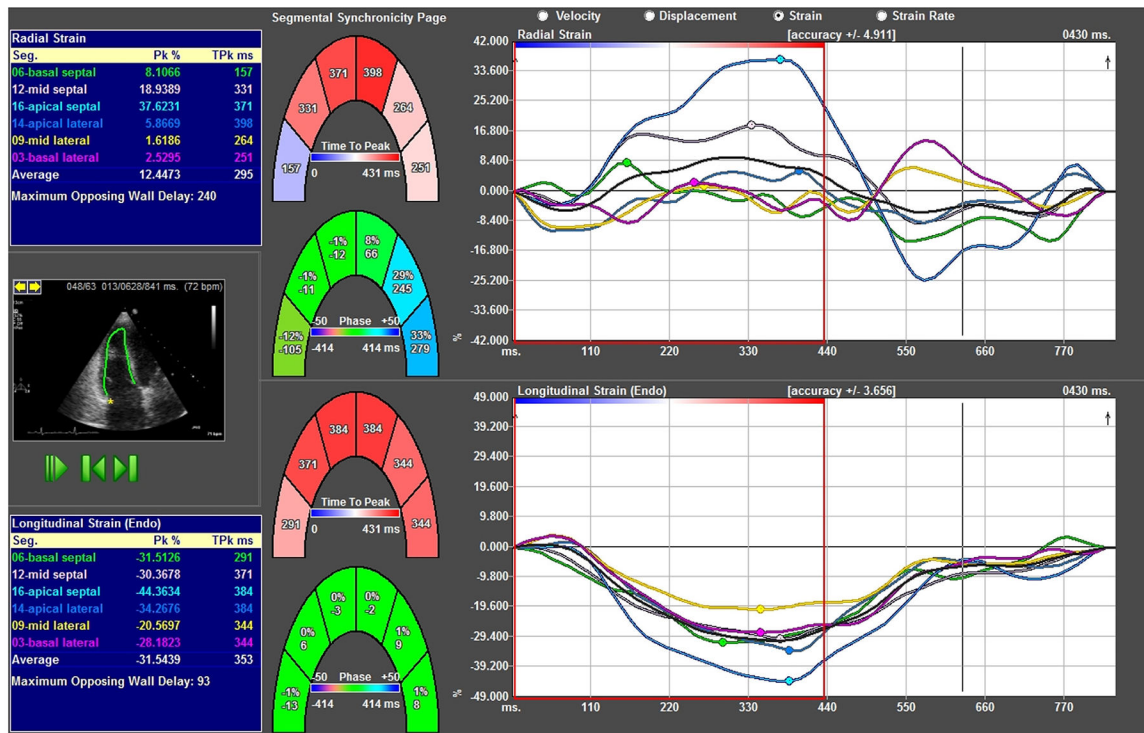 Segmental Synchronicity Page
Velocity Displacement Strain Strain Rate
Radial Strain
Seg. Pk % TPk ms
06-basal septal 8.1066 157
12-mid septal 18.9389 331
16-apical septal 37.6231 371
14-apical lateral 5.8669 398
09-mid lateral 1.6186 264
03-basal lateral 2.5295 251
Average 12.4473 295
Maximum Opposing Wall Delay: 240
371 398
331 264
157 251
Time To Peak
0 431 ms
-1% 8%
-12 66
-1% 29%
-11 245
-12% 33%
-105 279
-50 Phase +50
-414 414 ms
%
Radial Strain [accuracy +/- 4.911] 0430 ms.
42.000
33.600
25.200
16.800
8.400
0.000
-8.400
-16.800
-25.200
-33.600
-42.000
ms. 110 220 330 440 550 660 770
048/63 013/0628/841 ms. (72 bpm)
71 bpm
384 384
371 344
291 344
Time To Peak
0 431 ms
0% 0%
-3 -2
0% 1%
6 9
-1% 1%
-13 8
-50 Phase +50
-414 414 ms
%
Longitudinal Strain (Endo) [accuracy +/- 3.656] 0430 ms.
49.000
39.200
29.400
19.600
9.800
0.000
-9.800
-19.600
-29.400
-39.200
-49.000
ms. 110 220 330 440 550 660 770
Longitudinal Strain (Endo)
Seg. Pk % TPk ms
06-basal septal -31.5126 291
12-mid septal -30.3678 371
16-apical septal -44.3634 384
14-apical lateral -34.2676 384
09-mid lateral -20.5697 344
03-basal lateral -28.1823 344
Average -31.5439 353
Maximum Opposing Wall Delay: 93